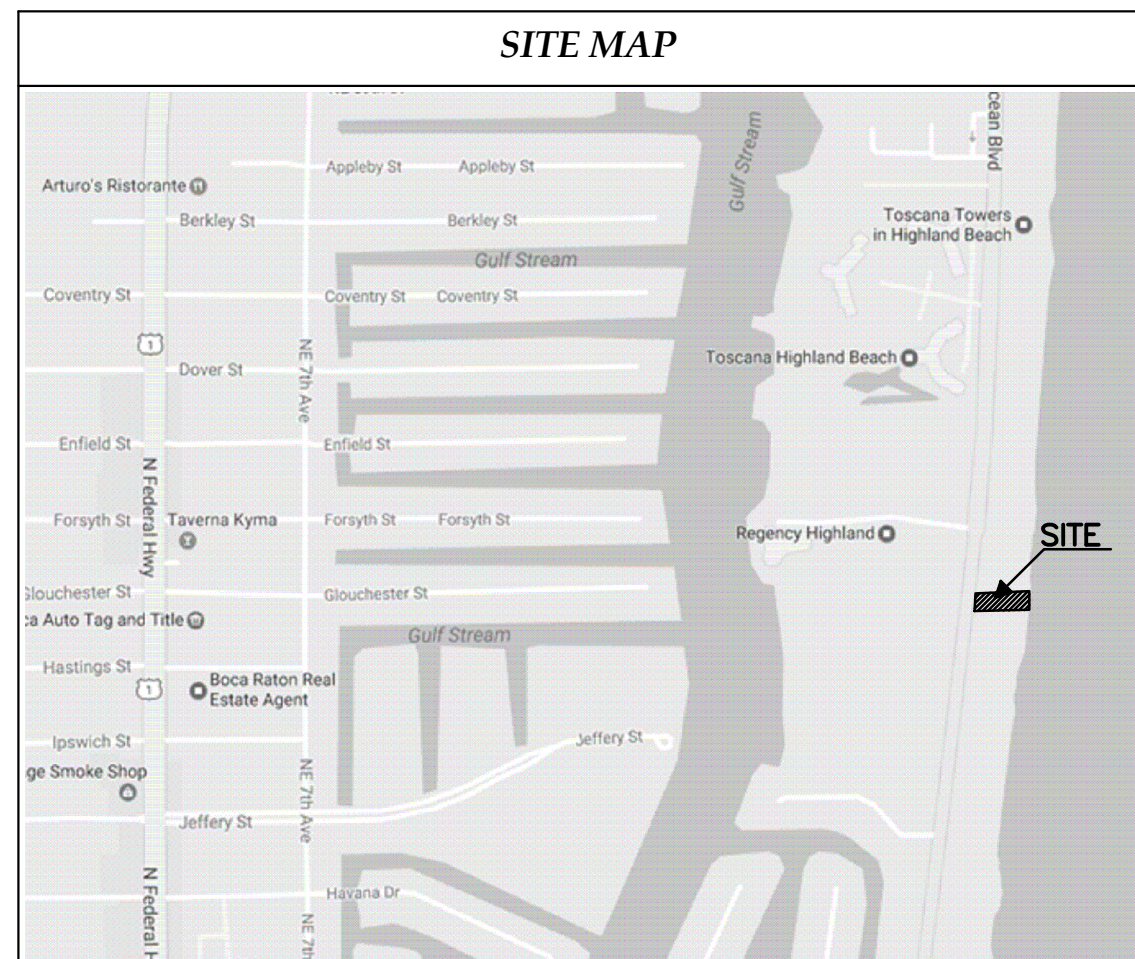 SITE MAP
cean Blvd
Gulf Stream
Appleby St Appleby St
Arturo's Ristorante
Berkley St Berkley St
Toscana Towers
in Highland Beach
Gulf Stream
Coventry St Coventry St Coventry St
1
NE 7th Ave
Toscana Highland Beach
Dover St
Enfield St Enfield St
N Federal Hwy
Forsyth St Taverna Kyma Forsyth St Forsyth St
Regency Highland
SITE
Glouchester St Glouchester St
ca Auto Tag and Title
Gulf Stream
Hastings St
1
Boca Raton Real
Estate Agent
Ipswich St
Jeffery St
ge Smoke Shop
NE 7th Ave
Jeffery St
N Federal H
Havana Dr
NE 7th